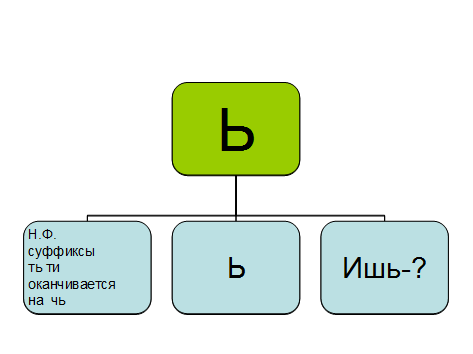 Ь
Н.Ф.
суффиксы
ть ти
оканчивается
на чь
Ь
Ишь-?